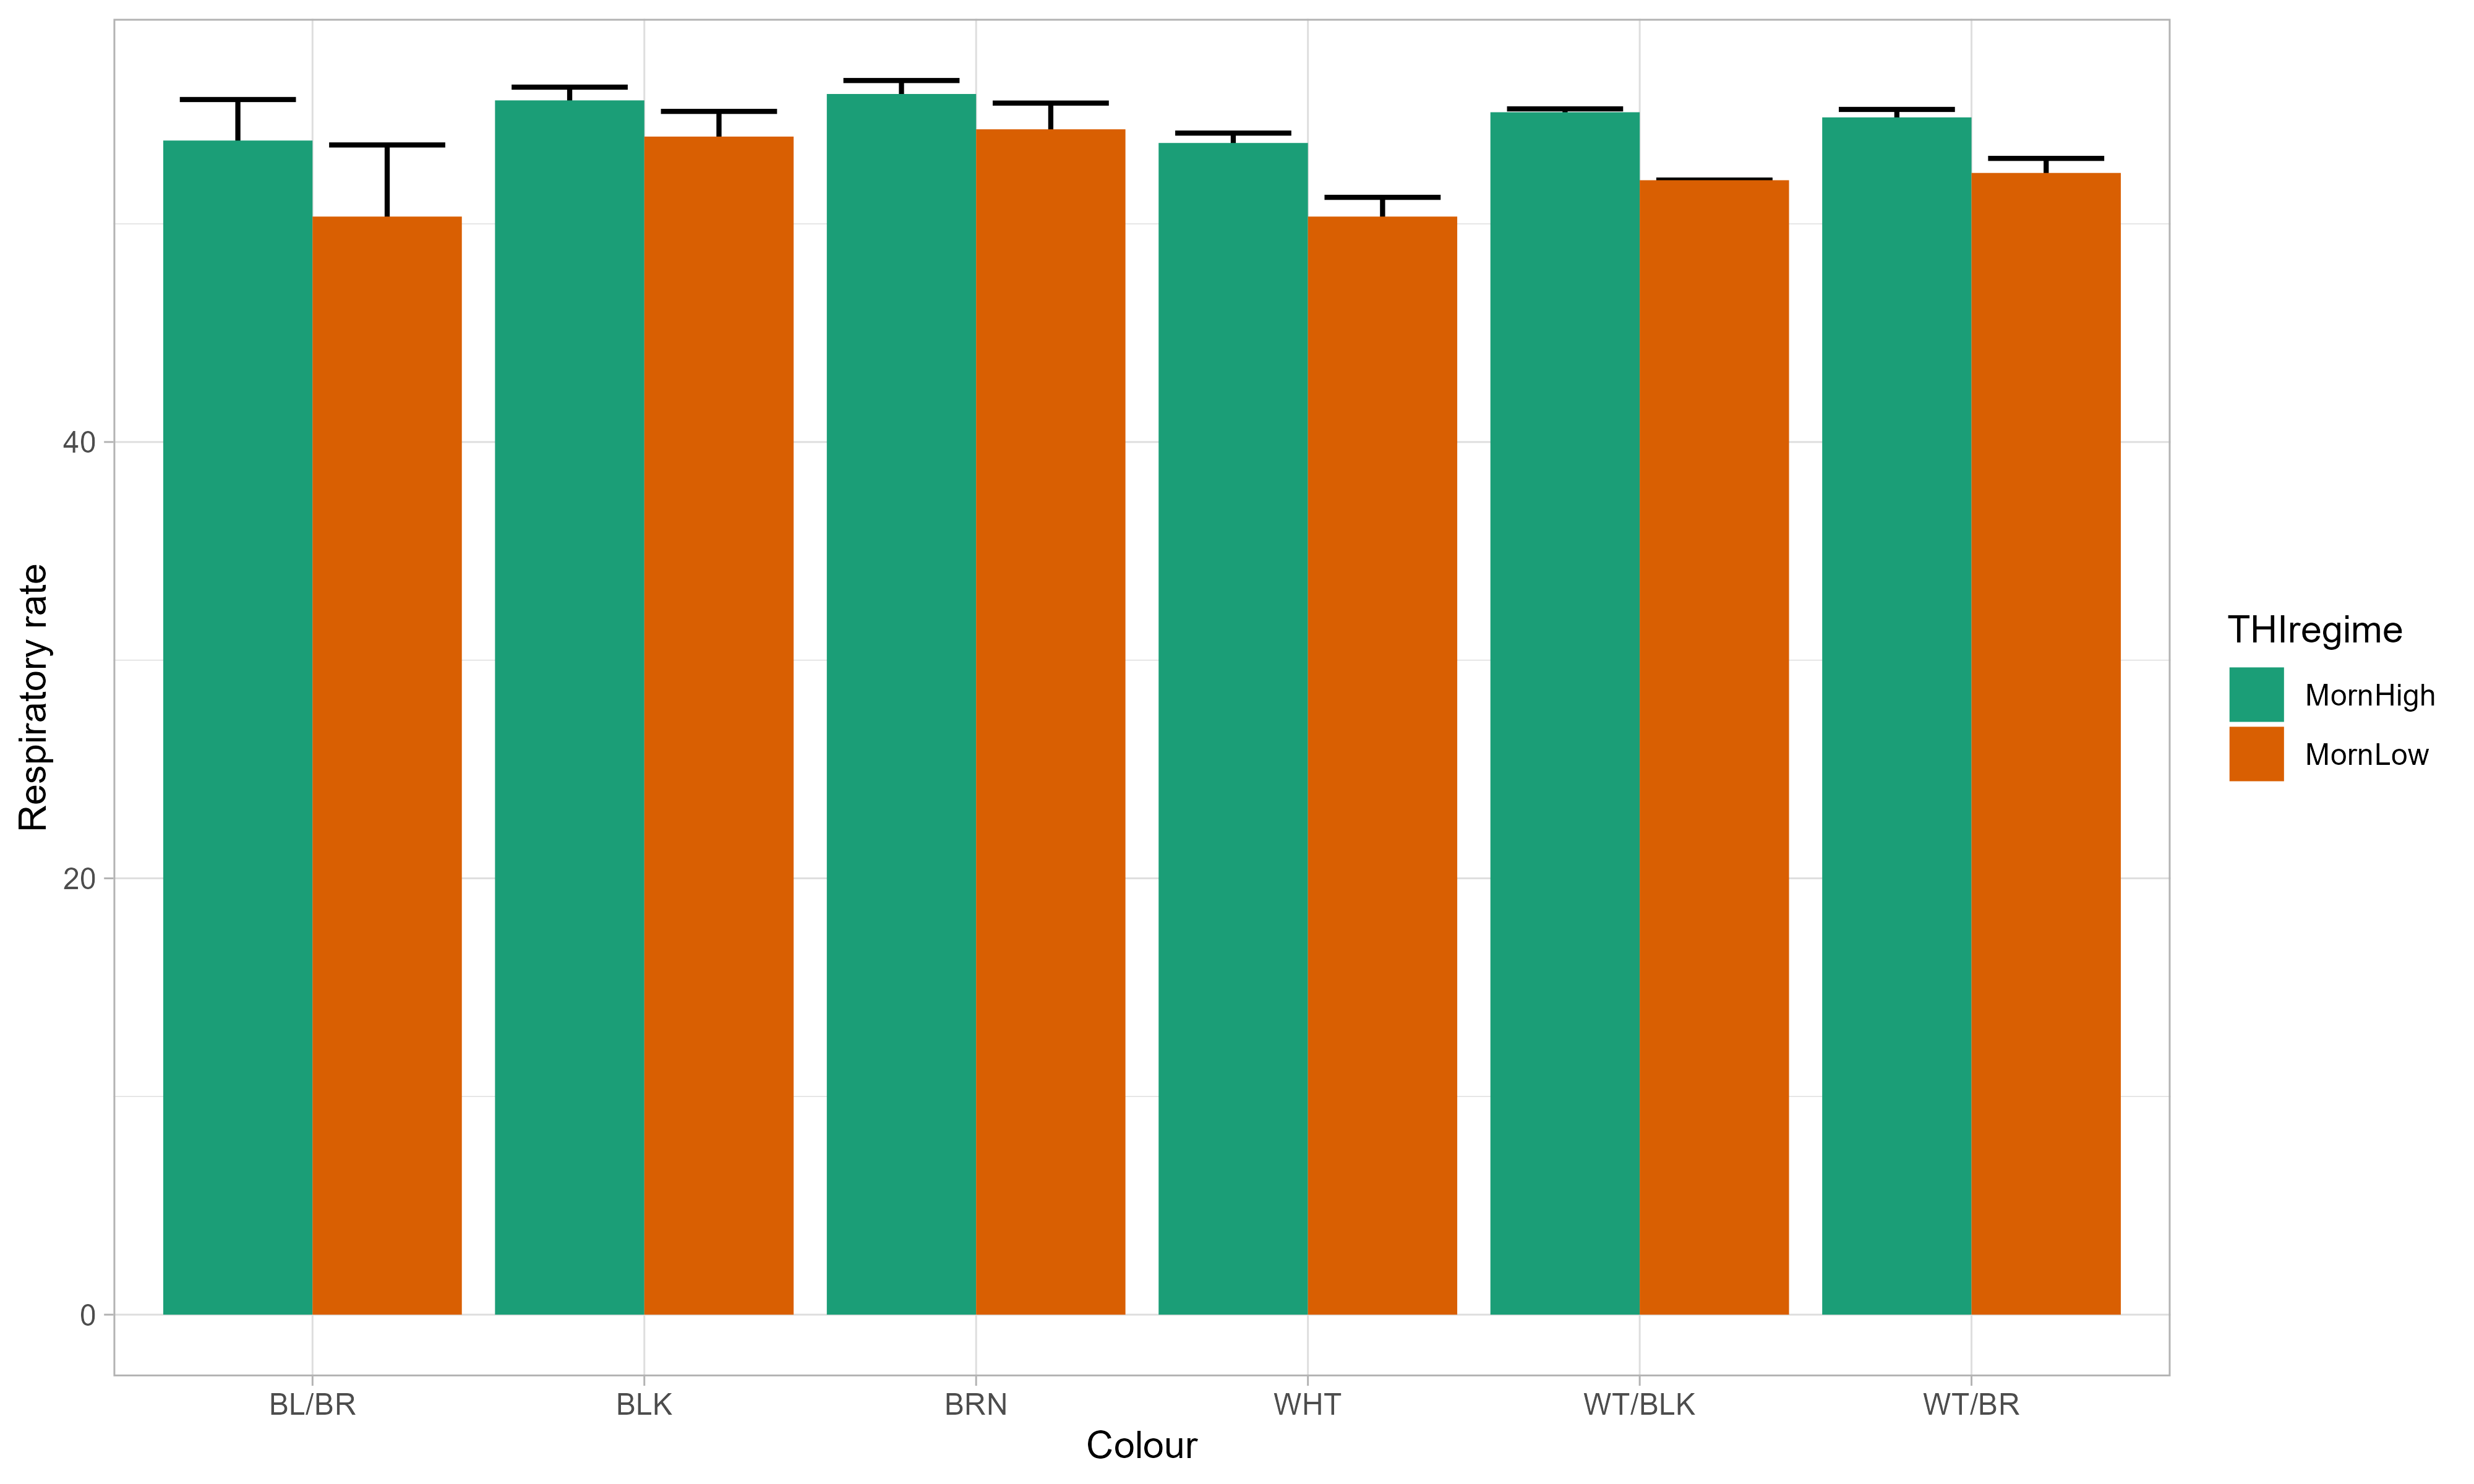 40
20
0
Respiratory rate
BL/BR BLK BRN WHT WT/BLK WT/BR
Colour
THIregime
MornHigh
MornLow